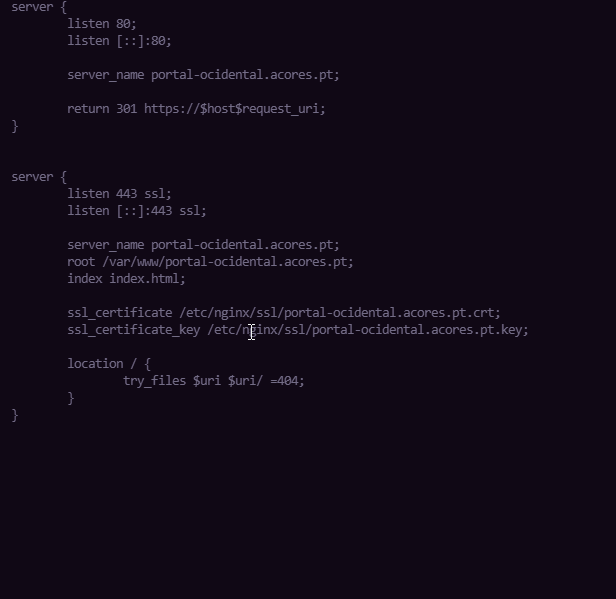 server {
listen 80;
listen [::]:80;
server_name portal-ocidental.acores.pt;
return 301 https://$host$request_uri;
}
server {
listen 443 ssl;
listen [::]:443 ssl;
server_name portal-ocidental.acores.pt;
root /var/www/portal-ocidental.acores.pt;
index index.html;
ssl_certificate /etc/nginx/ssl/portal-ocidental.acores.pt.crt;
ssl_certificate_key /etc/nginx/ssl/portal-ocidental.acores.pt.key;
location / {
try_files $uri $uri/ =404;
}
}